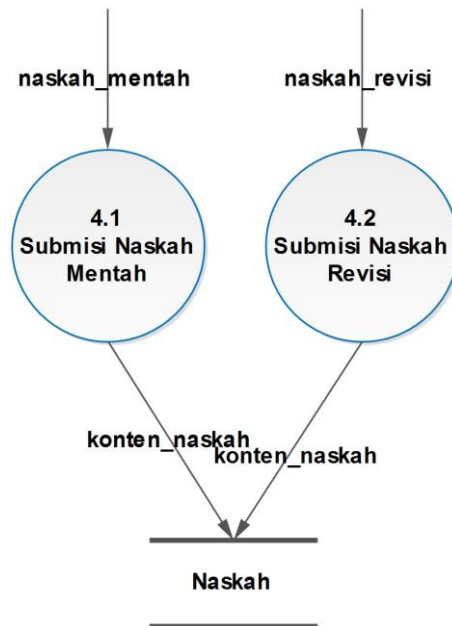 naskah_mentah
naskah_revisi
4.1
Submisi Naskah
Mentah
4.2
Submisi Naskah
Revisi
konten_naskah
konten_naskah
Naskah